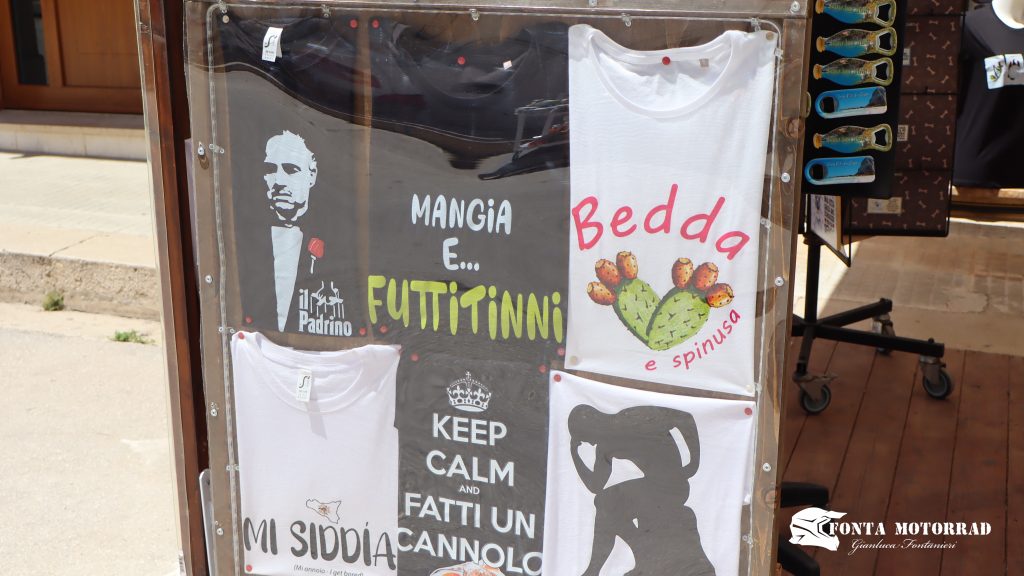 il
Padrino
MANGIA
E...
FUTTITINNI
Bedda
e spinusa
MI SIDDÍA
(Mi annoio - I get bored)
KEEP
CALM
AND
FATTI UN
CANNOLO
FONTA MOTORRAD
Gianluca Fontanieri